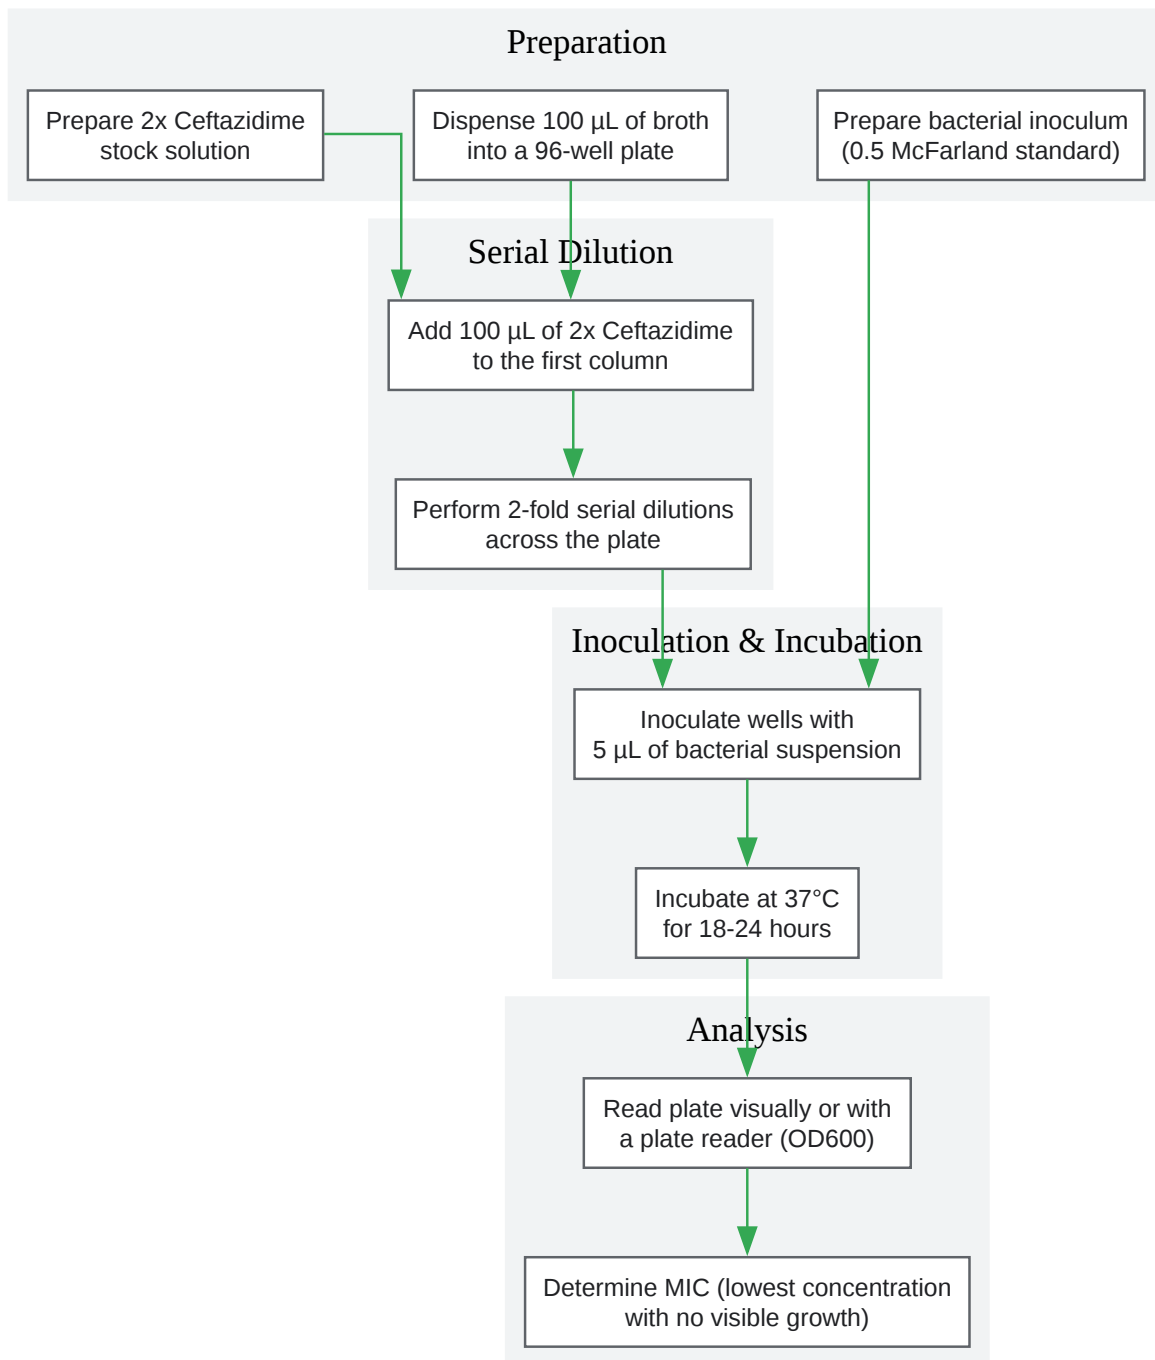 Preparation
Prepare 2x Ceftazidime
stock solution
Dispense 100 µL of broth
into a 96-well plate
Prepare bacterial inoculum
(0.5 McFarland standard)
Serial Dilution
Add 100 µL of 2x Ceftazidime
to the first column
Perform 2-fold serial dilutions
across the plate
Inoculation & Incubation
Inoculate wells with
5 µL of bacterial suspension
Incubate at 37°C
for 18-24 hours
Analysis
Read plate visually or with
a plate reader (OD600)
Determine MIC (lowest concentration
with no visible growth)